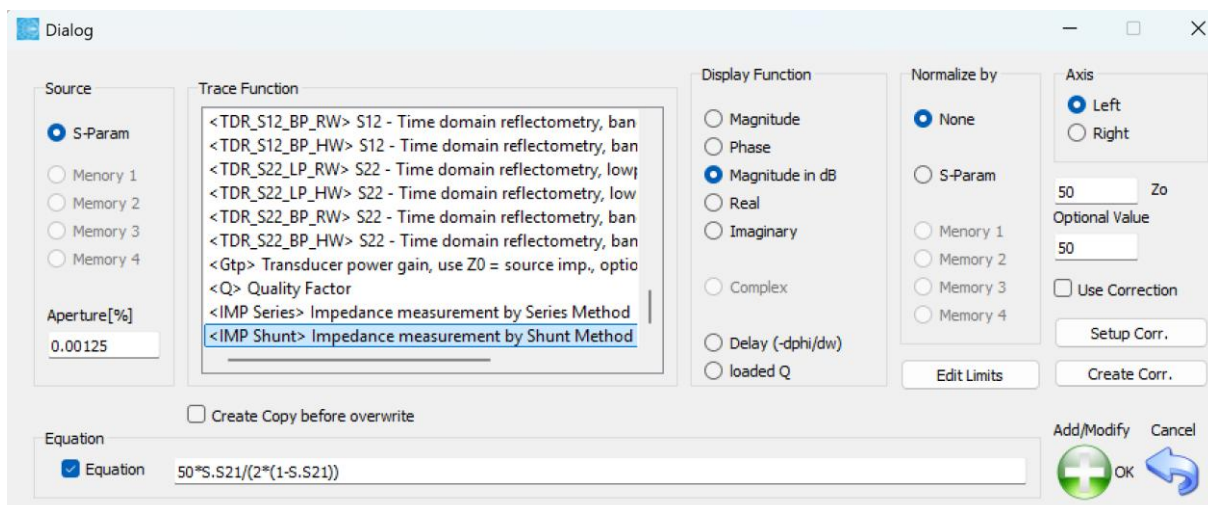 Dialog
Source
S-Param
Menory 1
Memory 2
Memory 3
Memory 4
Aperture[%]
0.00125
Trace Function
<TDR_S12_BP_RW> S12 - Time domain reflectometry, ban
<TDR_S12_BP_HW> S12 - Time domain reflectometry, ban
<TDR_S22_LP_RW> S22 - Time domain reflectometry, lowp
<TDR_S22_LP_HW> S22 - Time domain reflectometry, low
<TDR_S22_BP_RW> S22 - Time domain reflectometry, ban
<TDR_S22_BP_HW> S22 - Time domain reflectometry, ban
<Gtp> Transducer power gain, use Z0 = source imp., optio
<Q> Quality Factor
<IMP Series> Impedance measurement by Series Method
<IMP Shunt> Impedance measurement by Shunt Method
Create Copy before overwrite
Display Function
Magnitude
Phase
Magnitude in dB
Real
Imaginary
Complex
Delay (-dphi/dw)
loaded Q
Normalize by
None
S-Param
Menory 1
Memory 2
Memory 3
Memory 4
Edit Limits
Axis
Left
Right
50 Zo
Optional Value
50
Use Correction
Setup Corr.
Create Corr.
Equation
Equation 50*S.S21/(2*(1-S.S21))
Add/Modify Cancel
OK